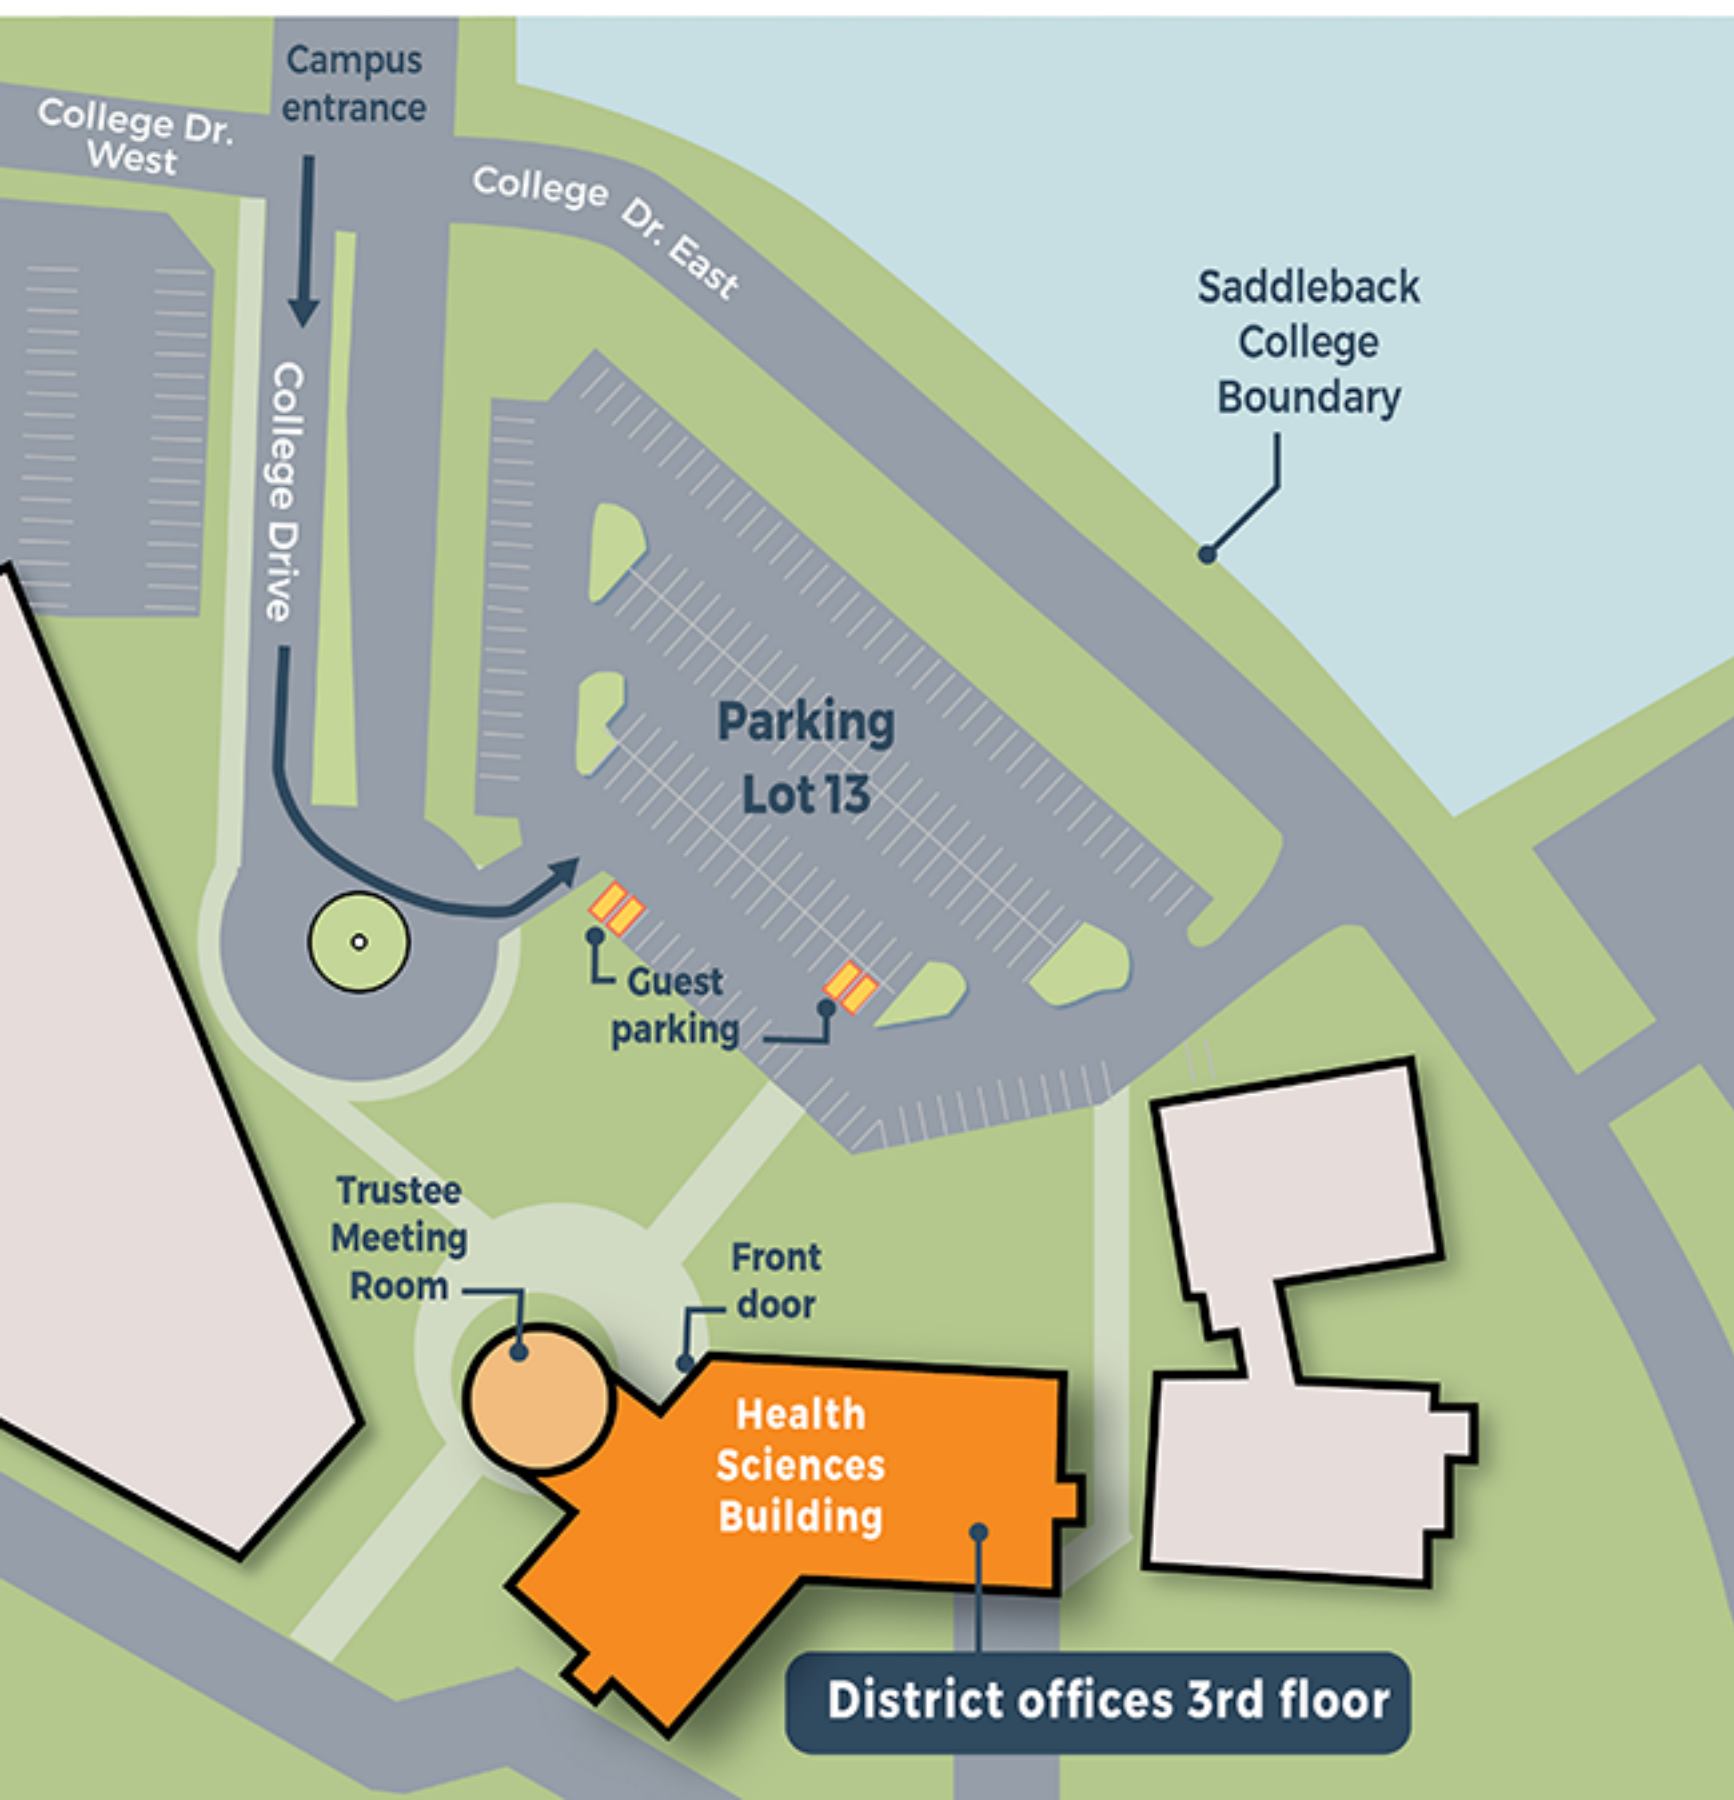 Campus
entrance
College Dr.
West
College Dr. East
Saddleback
College
Boundary
College Drive
Parking
Lot 13
Guest
parking
Trustee
Meeting
Room
Front
door
Health
Sciences
Building
District offices 3rd floor